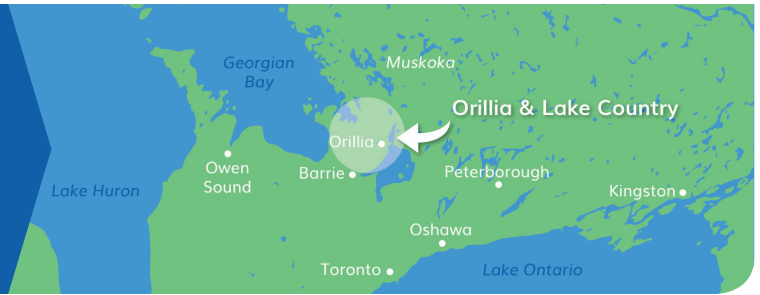 Georgian
Bay
Muskoka
Orillia & Lake Country
Orillia
Owen
Sound
Barrie
Peterborough
Lake Huron
Kingston
Oshawa
Toronto
Lake Ontario